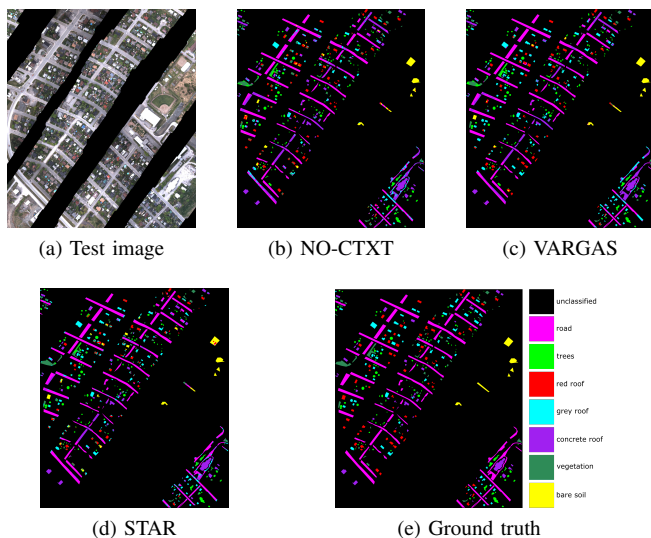 (a) Test image
(b) NO-CTXT
(c) VARGAS
unclassified
road
trees
red roof
grey roof
concrete roof
vegetation
bare soil
(d) STAR
(e) Ground truth